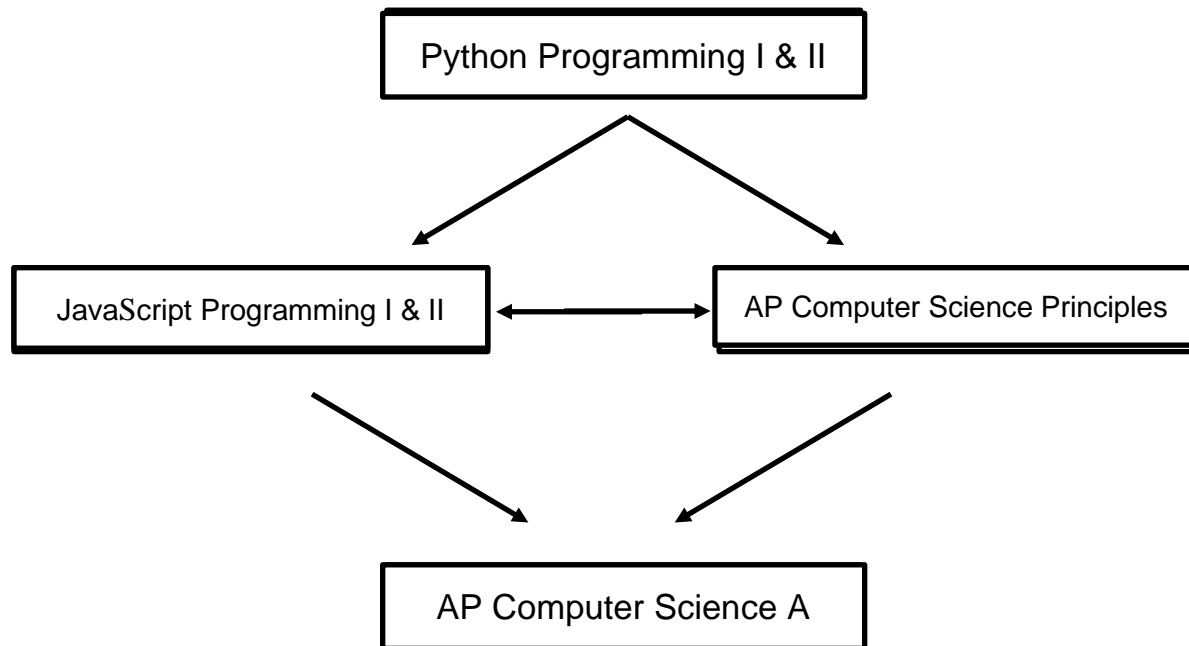 Python Programming I & II
JavaScript Programming I & II
AP Computer Science Principles
AP Computer Science A